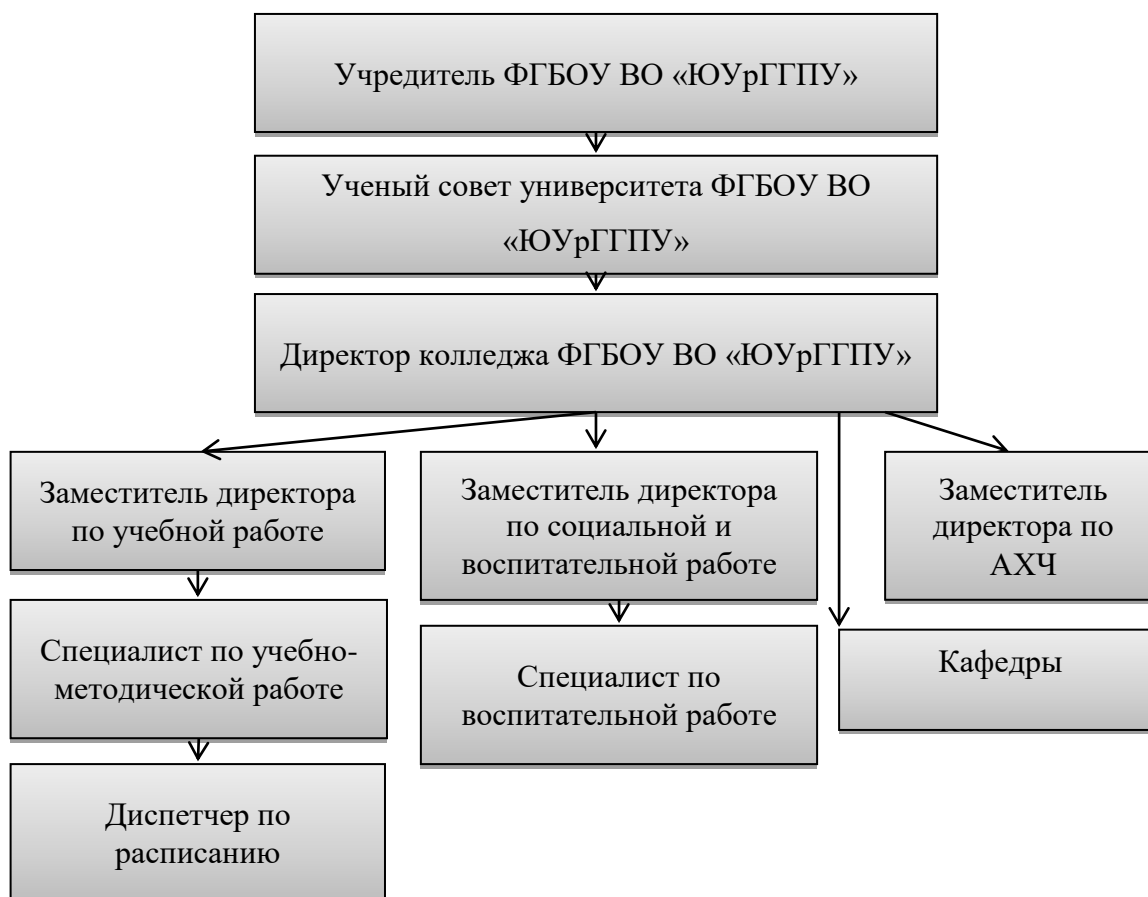 Учредитель ФГБОУ ВО «ЮУрГГПУ»
Ученый совет университета ФГБОУ ВО
«ЮУрГГПУ»
Директор колледжа ФГБОУ ВО «ЮУрГГПУ»
Заместитель директора
по учебной работе
Заместитель директора
по социальной и
воспитательной работе
Заместитель
директора по
АХЧ
Специалист по учебно-
методической работе
Специалист по
воспитательной работе
Кафедры
Диспетчер по
расписанию